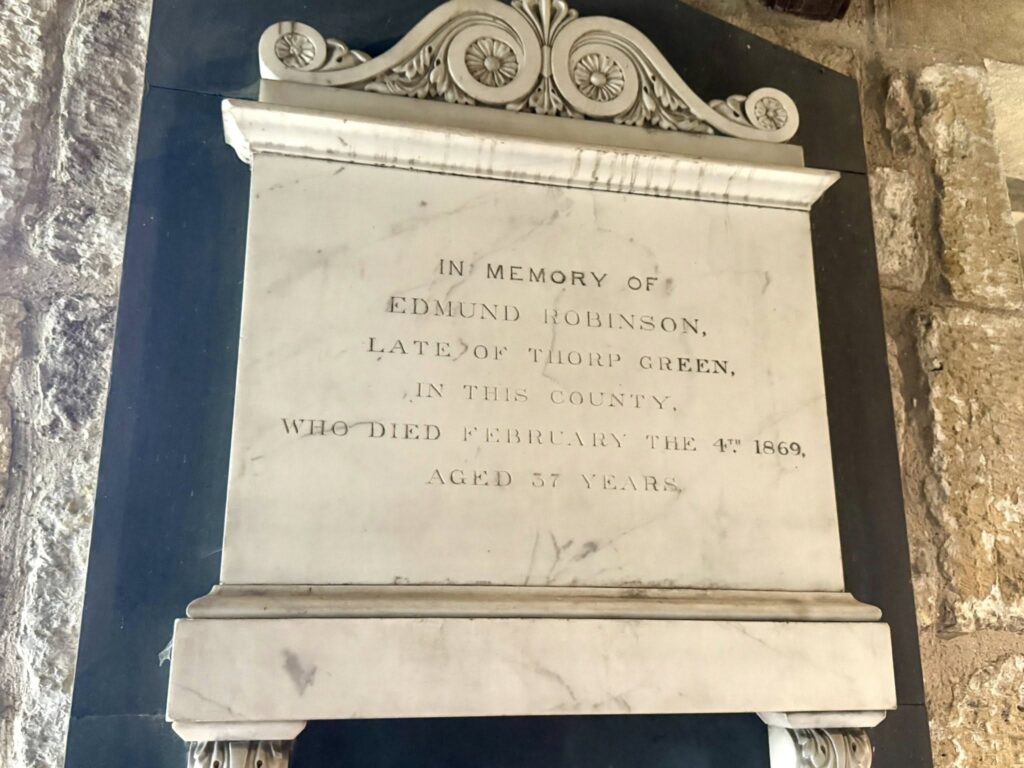 IN MEMORY OF
EDMUND ROBINSON,
LATE OF THORP GREEN,
IN THIS COUNTY,
WHO DIED FEBRUARY THE 4TH 1869,
AGED 37 YEARS.